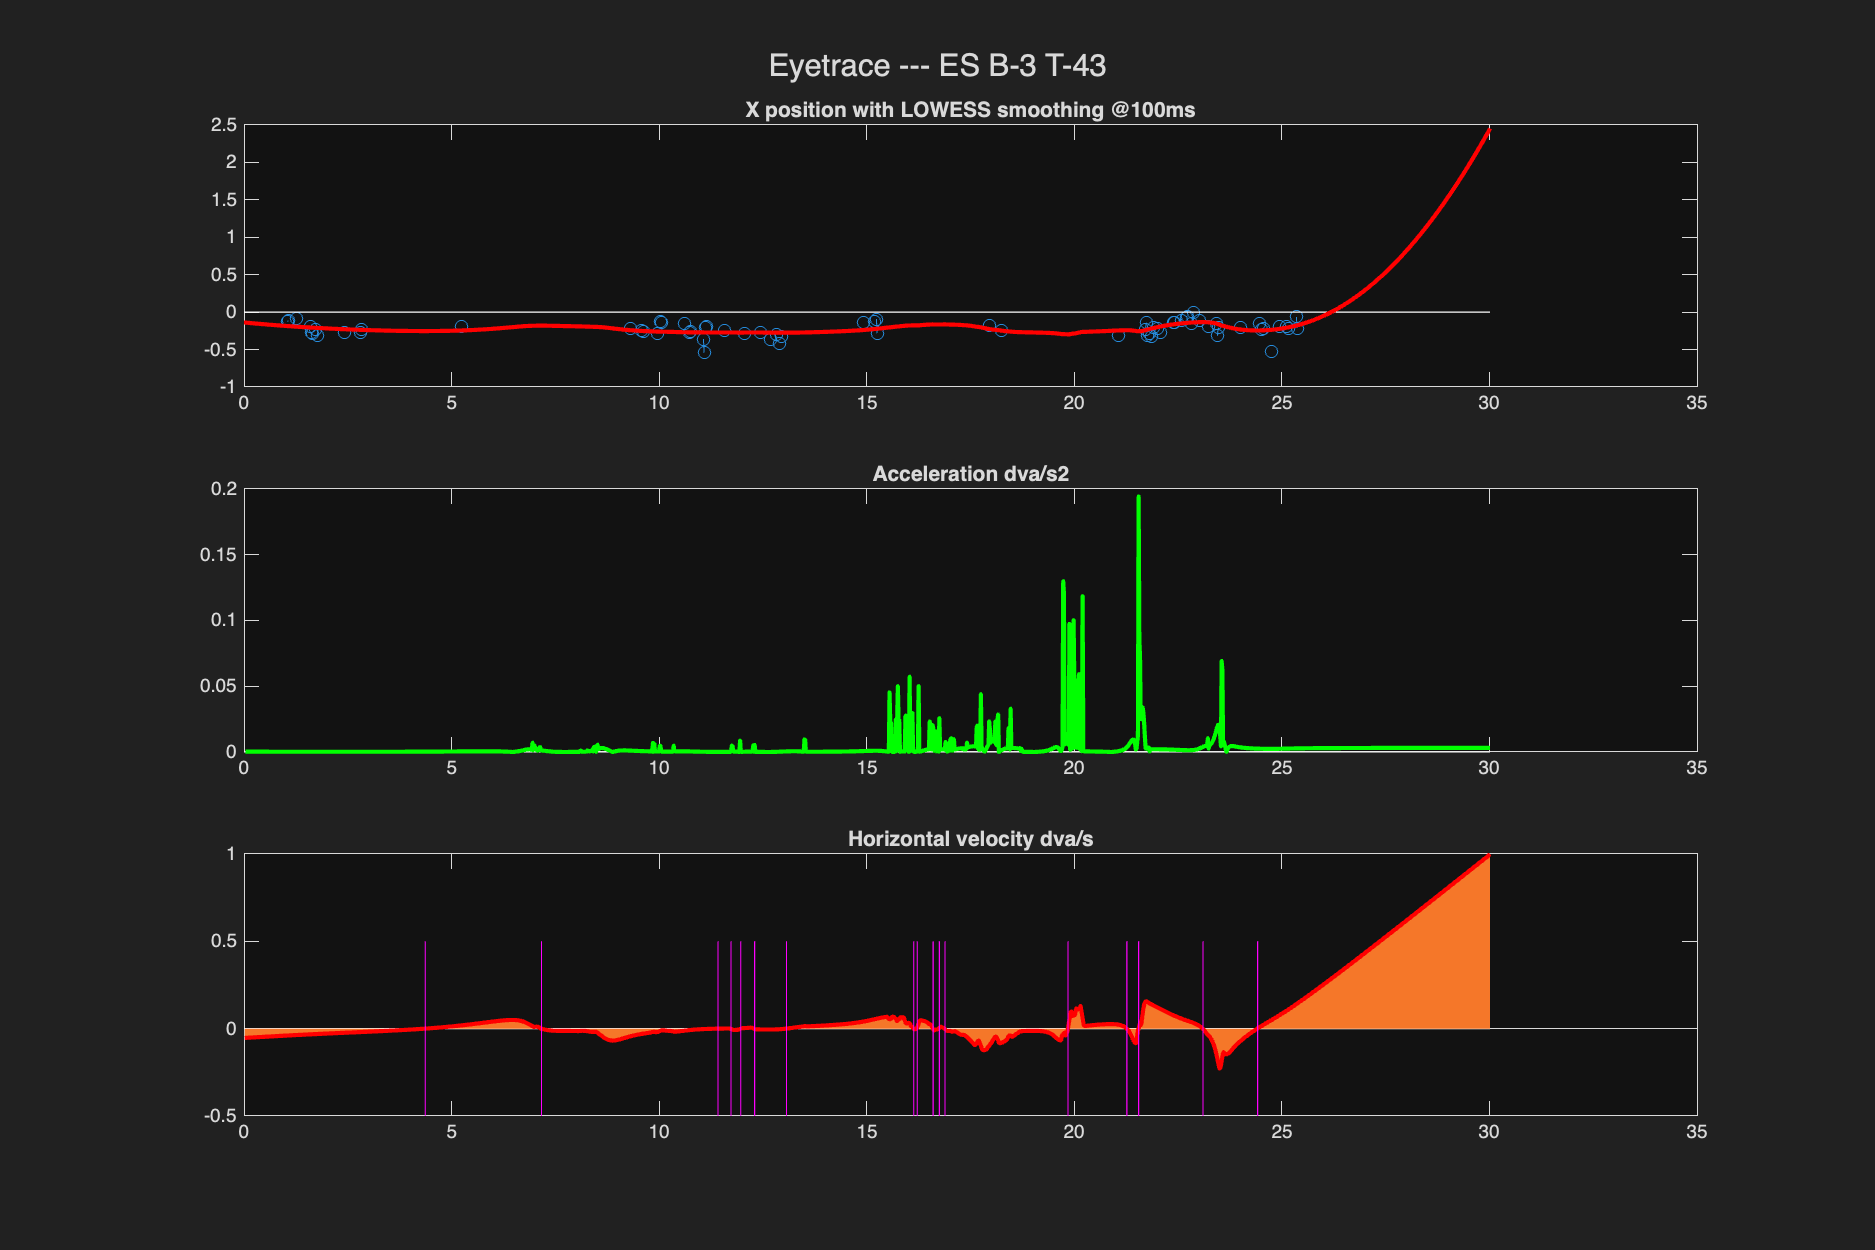 Eyetrace --- ES B-3 T-43
X position with LOWESS smoothing @100ms
2.5
2
1.5
1
0.5
0
-0.5
-1
0 5 10 15 20 25 30 35
Acceleration dva/s2
0.2
0.15
0.1
0.05
0
0 5 10 15 20 25 30 35
Horizontal velocity dva/s
1
0.5
0
-0.5
0 5 10 15 20 25 30 35